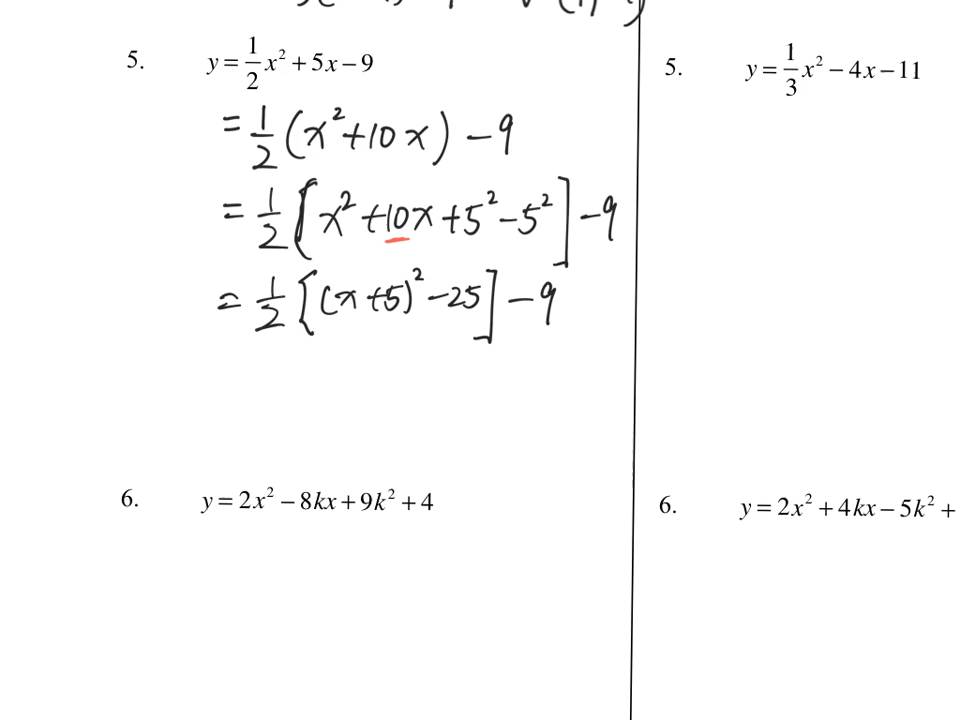 5. y = 1/2 x² + 5x − 9
= 1/2 (x² + 10x) − 9
= 1/2 [x² + 10x + 5² − 5²] − 9
= 1/2 [(x + 5)² − 25] − 9
6. y = 2x² − 8kx + 9k² + 4
5. y = 1/3 x² − 4x − 11
6. y = 2x² + 4kx − 5k² +